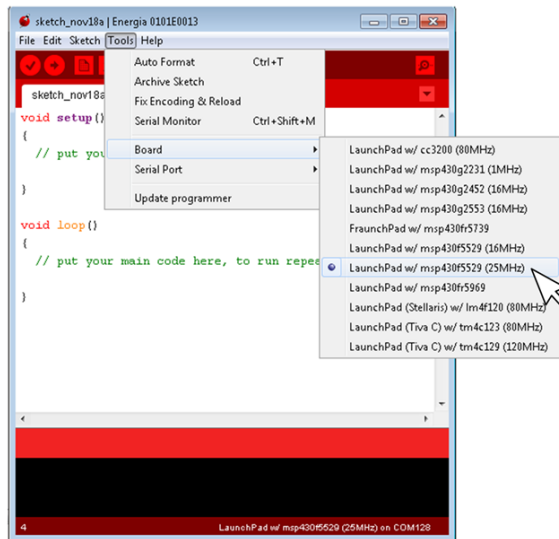 sketch_nov18a | Energia 0101E0013
File Edit Sketch Tools Help
Auto Format Ctrl+T
Archive Sketch
sketch_nov18a
Fix Encoding & Reload
void setup()
Serial Monitor Ctrl+Shift+M
{
// put you
Board
LaunchPad w/ cc3200 (80MHz)
Serial Port
LaunchPad w/ msp430g2231 (1MHz)
}
Update programmer
LaunchPad w/ msp430g2452 (16MHz)
LaunchPad w/ msp430g2553 (16MHz)
void loop()
FraunchPad w/ msp430fr5739
{
LaunchPad w/ msp430f5529 (16MHz)
// put your main code here, to run repea
LaunchPad w/ msp430f5529 (25MHz)
LaunchPad w/ msp430fr5969
}
LaunchPad (Stellaris) w/ lm4f120 (80MHz)
LaunchPad (Tiva C) w/ tm4c123 (80MHz)
LaunchPad (Tiva C) w/ tm4c129 (120MHz)
4 LaunchPad w/ msp430f5529 (25MHz) on COM128